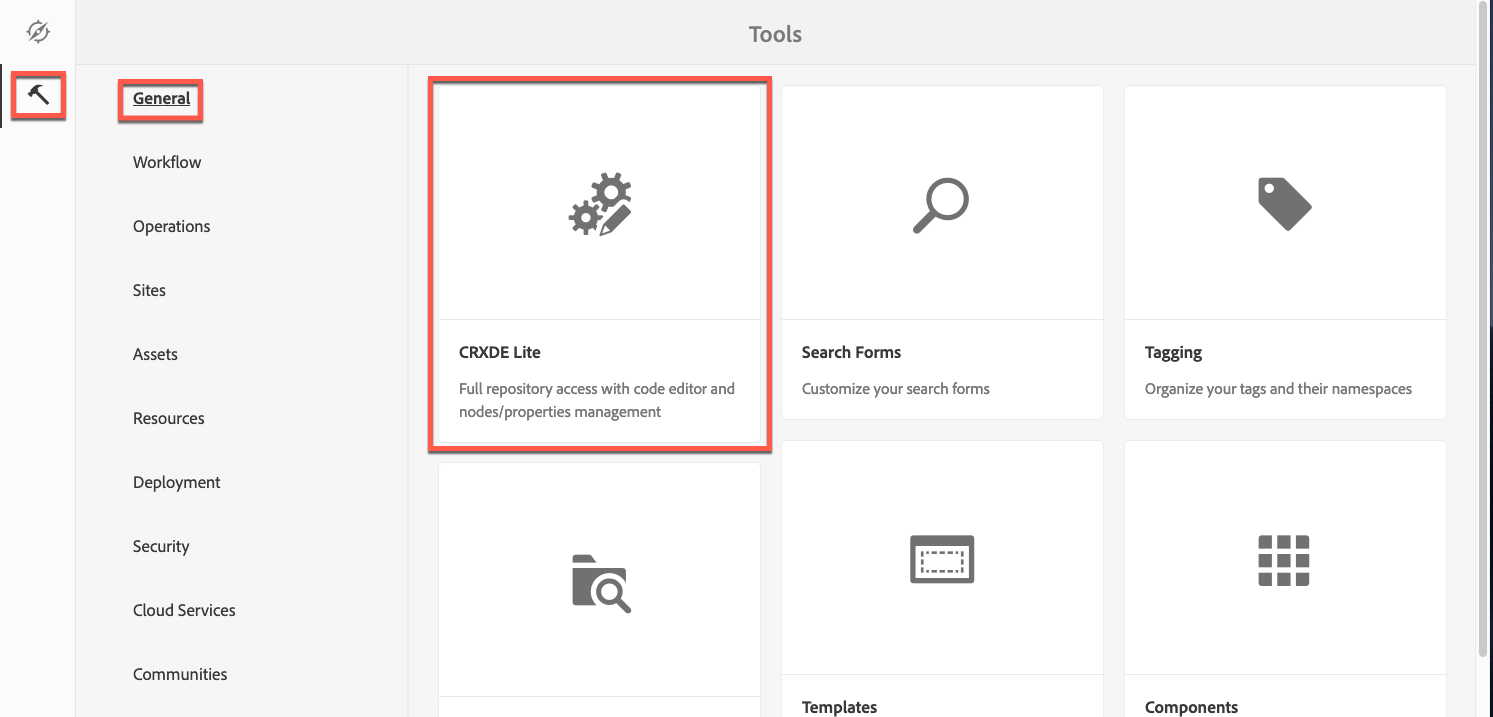 Tools
General
Workflow
Operations
Sites
Assets
Resources
Deployment
Security
Cloud Services
Communities
CRXDE Lite
Full repository access with code editor and
nodes/properties management
Search Forms
Customize your search forms
Tagging
Organize your tags and their namespaces
Templates
Components